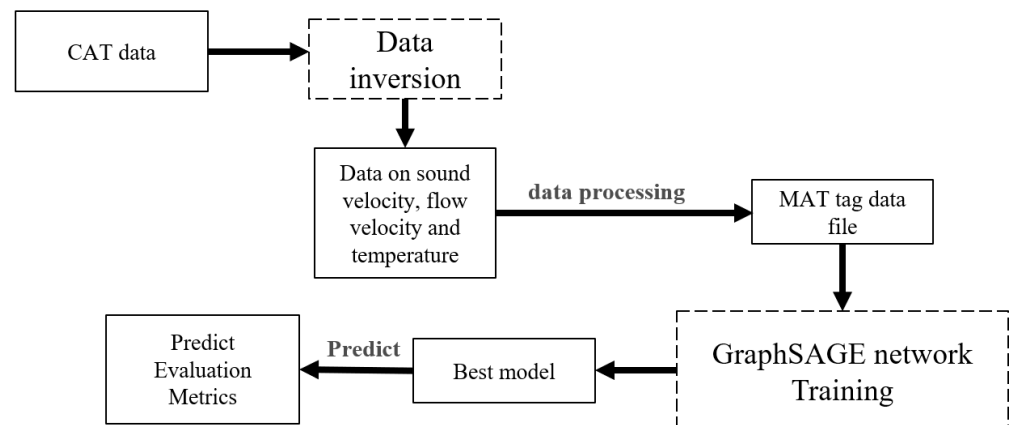 CAT data
Data
inversion
Data on sound
velocity, flow
velocity and
temperature
data processing
MAT tag data
file
GraphSAGE network
Training
Best model
Predict
Predict
Evaluation
Metrics